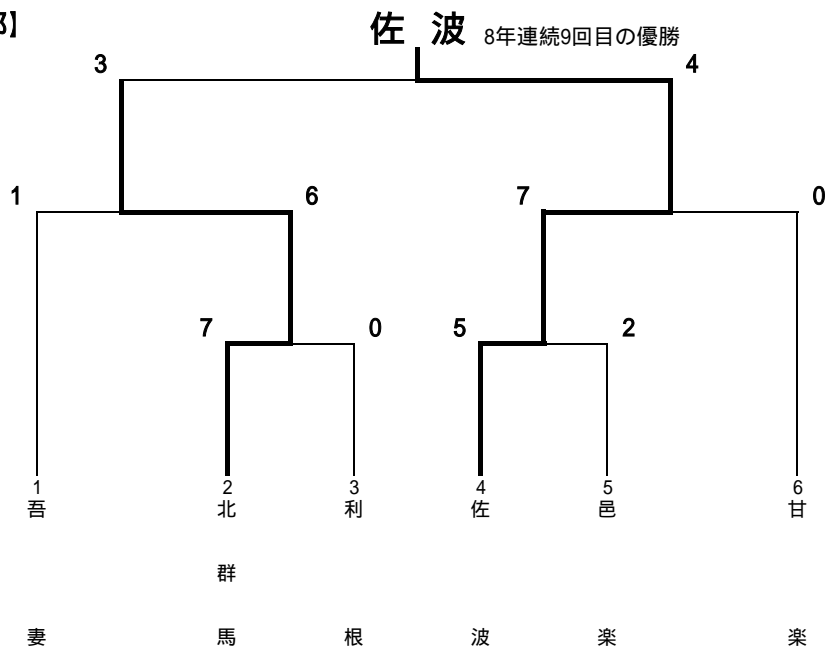 部】
佐 波 8年連続9回目の優勝
3 4
1 6 7 0
7 0 5 2
1 2 3 4 5 6
吾妻
北群馬
利根
佐波
邑楽
甘楽